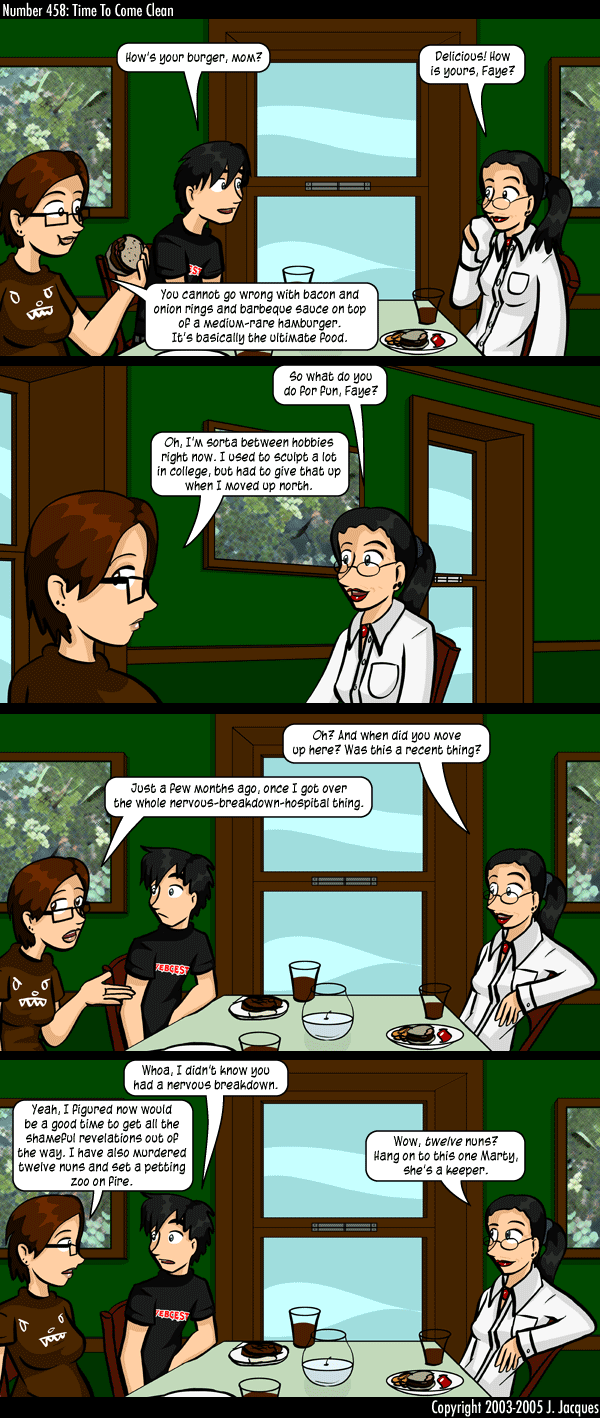 Number 458: Time To Come Clean
How's your burger, mom?
Delicious! How
is yours, Faye?
You cannot go wrong with bacon and
onion rings and barbeque sauce on top
of a medium-rare hamburger.
It's basically the ultimate food.
So what do you
do for fun, Faye?
Oh, I'm sorta between hobbies
right now. I used to sculpt a lot
in college, but had to give that up
when I moved up north.
Oh? And when did you move
up here? Was this a recent thing?
Just a few months ago, once I got over
the whole nervous-breakdown-hospital thing.
Whoa, I didn't know you
had a nervous breakdown.
Yeah, I figured now would
be a good time to get all the
shameful revelations out of
the way. I have also murdered
twelve nuns and set a petting
zoo on fire.
Wow, twelve nuns?
Hang on to this one Marty,
she's a keeper.
Copyright 2003-2005 J. Jacques